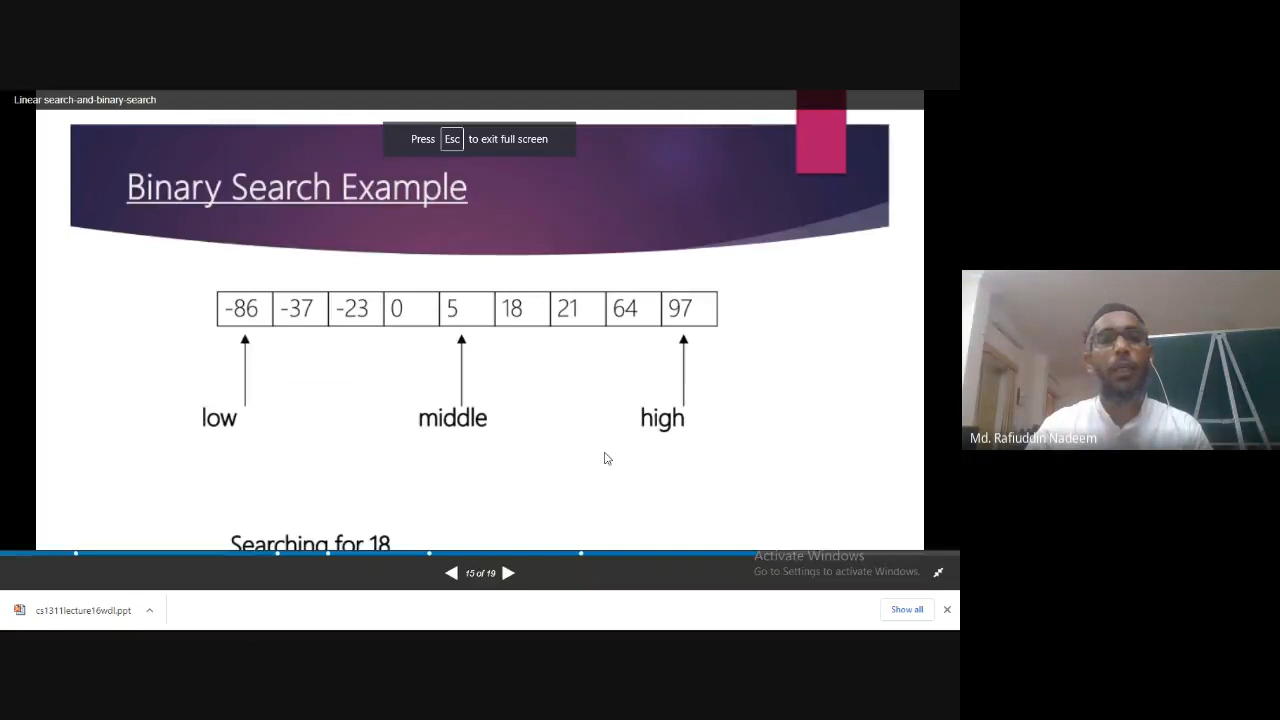 Linear search-and-binary-search
Press Esc to exit full screen
Binary Search Example
-86 -37 -23 0 5 18 21 64 97
low middle high
Md. Rafiuddin Nadeem
Searching for 18
Activate Windows
15 of 19
Go to Settings to activate Windows.
cs1311lecture16wdl.ppt
Show all